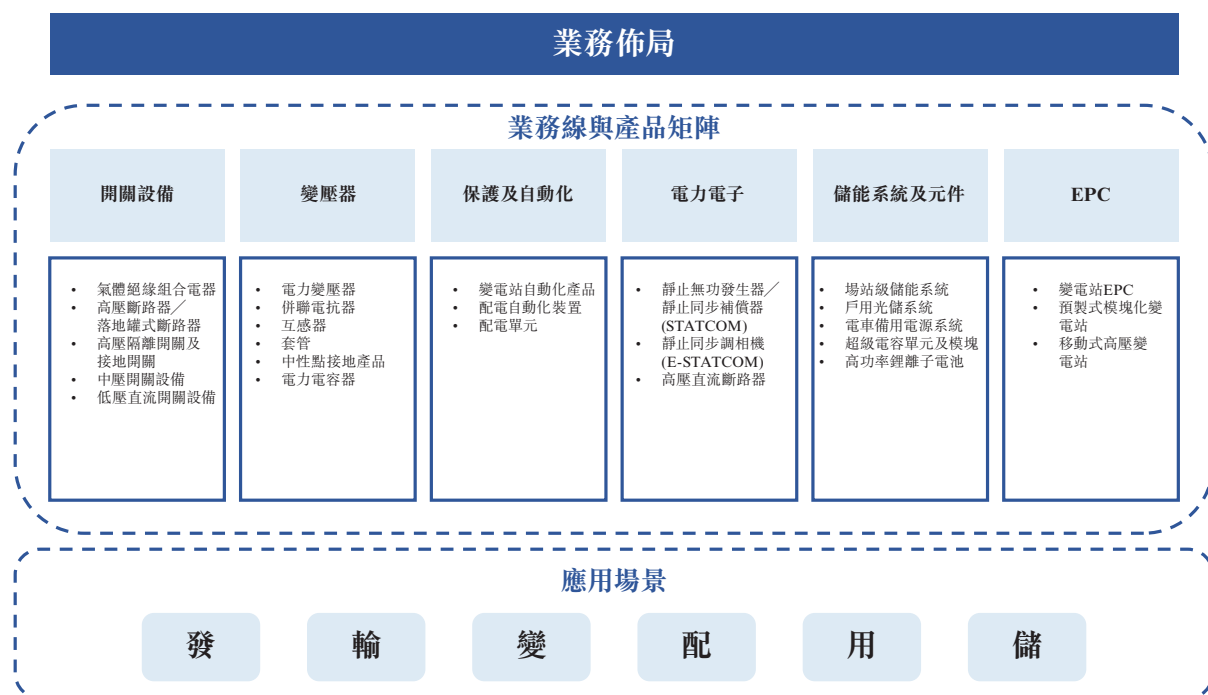 業務佈局
業務線與產品矩陣
開關設備
• 氣體絕緣組合電器
• 高壓斷路器╱
落地罐式斷路器
• 高壓隔離開關及
接地開關
• 中壓開關設備
• 低壓直流開關設備
變壓器
• 電力變壓器
• 併聯電抗器
• 互感器
• 套管
• 中性點接地產品
• 電力電容器
保護及自動化
• 變電站自動化產品
• 配電自動化裝置
• 配電單元
電力電子
• 靜止無功發生器╱
靜止同步補償器
(STATCOM)
• 靜止同步調相機
(E-STATCOM)
• 高壓直流斷路器
儲能系統及元件
• 場站級儲能系統
• 戶用光儲系統
• 電車備用電源系統
• 超級電容單元及模塊
• 高功率鋰離子電池
EPC
• 變電站EPC
• 預製式模塊化變
電站
• 移動式高壓變
電站
應用場景
發
輸
變
配
用
儲